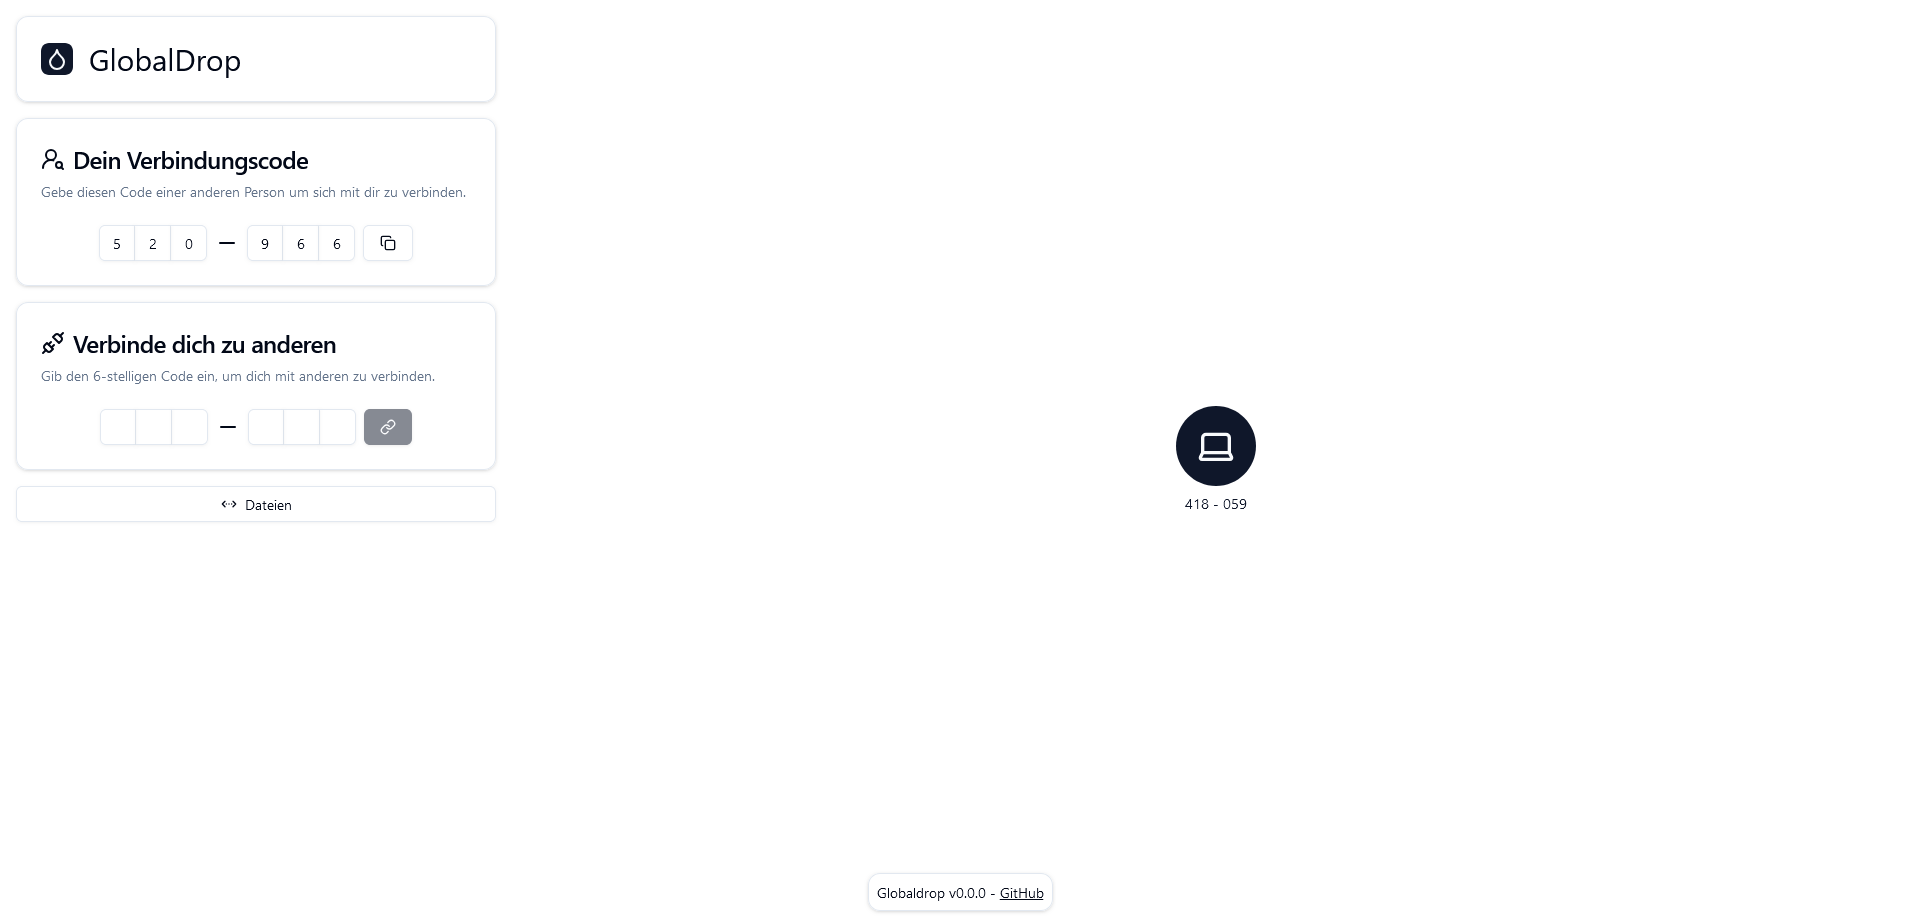 GlobalDrop
Dein Verbindungscode
Gebe diesen Code einer anderen Person um sich mit dir zu verbinden.
5 2 0 — 9 6 6
Verbinde dich zu anderen
Gib den 6-stelligen Code ein, um dich mit anderen zu verbinden.
—
Dateien
418 - 059
Globaldrop v0.0.0 - GitHub